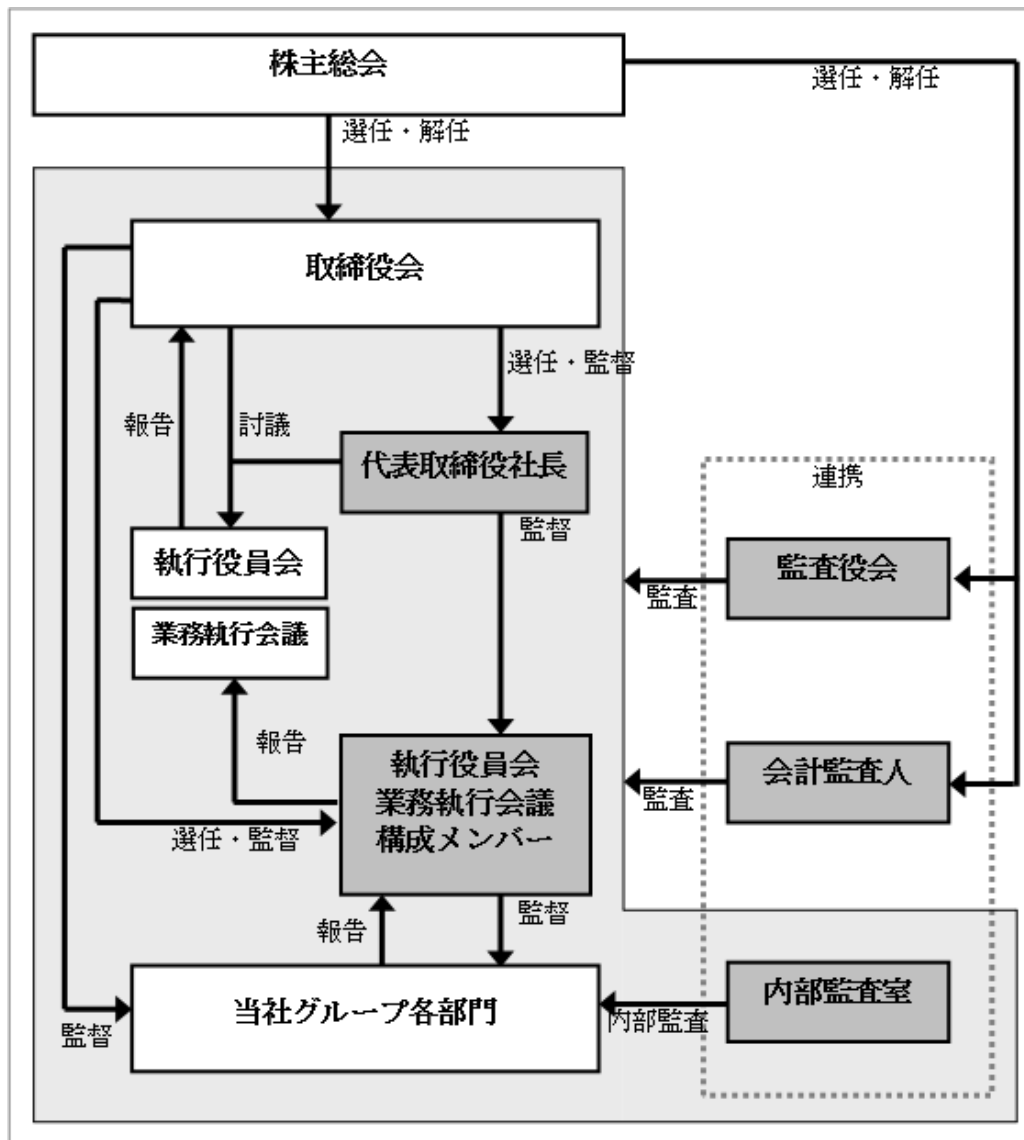 株主総会
選任・解任
選任・解任
取締役会
選任・監督
報告
討議
代表取締役社長
監督
連携
執行役員会
監査役会
監査
業務執行会議
報告
執行役員会
業務執行会議
構成メンバー
会計監査人
監査
選任・監督
報告
監督
当社グループ各部門
内部監査室
内部監査
監督